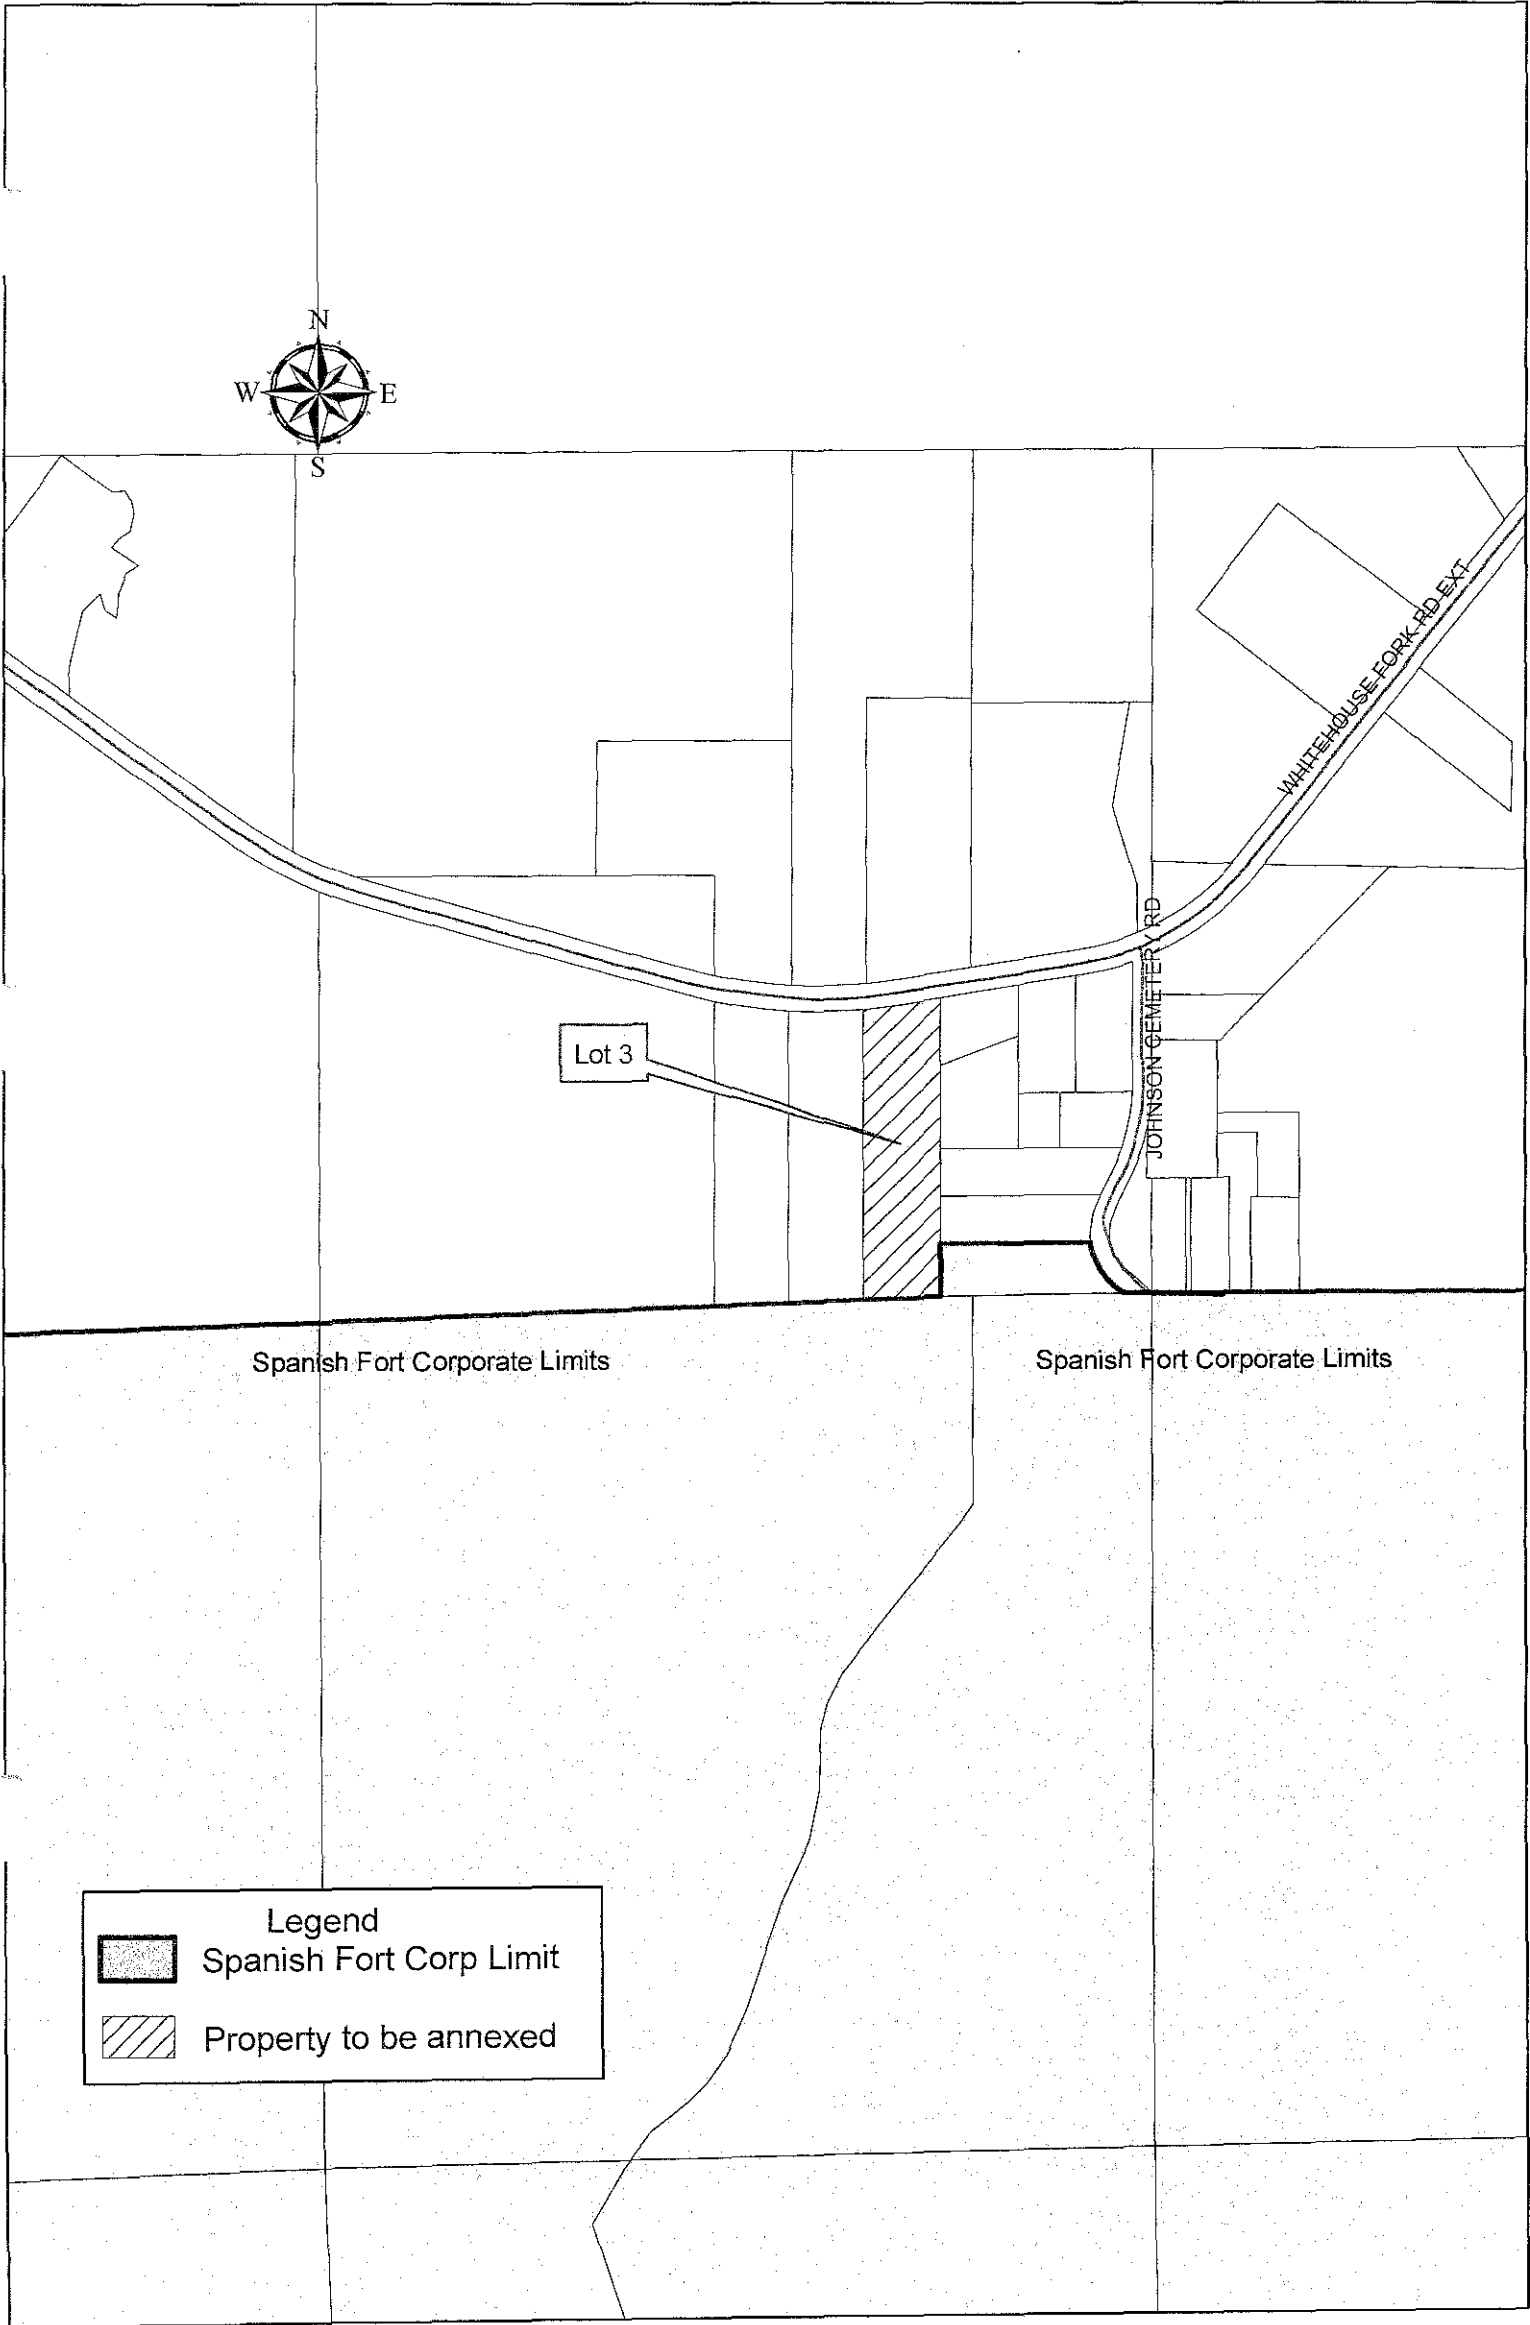 N
W E
S
WHITEHOUSE FORK RD EXT
JOHNSON CEMETERY RD
Lot 3
Spanish Fort Corporate Limits
Spanish Fort Corporate Limits
Legend
Spanish Fort Corp Limit
Property to be annexed